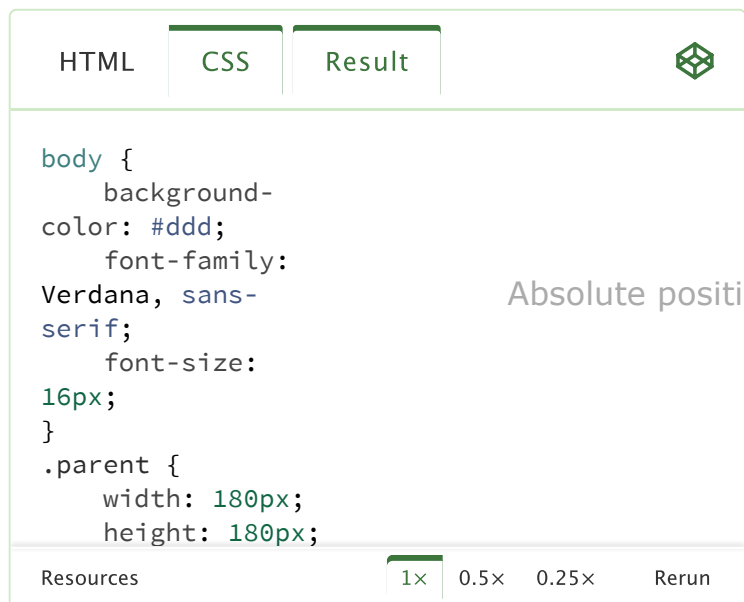 HTML CSS Result
body {
background-
color: #ddd;
font-family:
Verdana, sans-
serif;
font-size:
16px;
}
.parent {
width: 180px;
height: 180px;
Absolute positi
Resources 1× 0.5× 0.25× Rerun